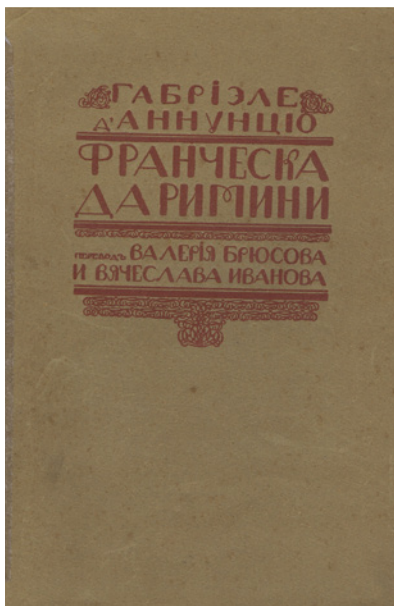 ГАБРІЭЛЕ
Д'АННУНЦІО
ФРАНЧЕСКА
ДА РИМИНИ
ПЕРЕВОДЪ ВАЛЕРІЯ БРЮСОВА
И ВЯЧЕСЛАВА ИВАНОВА